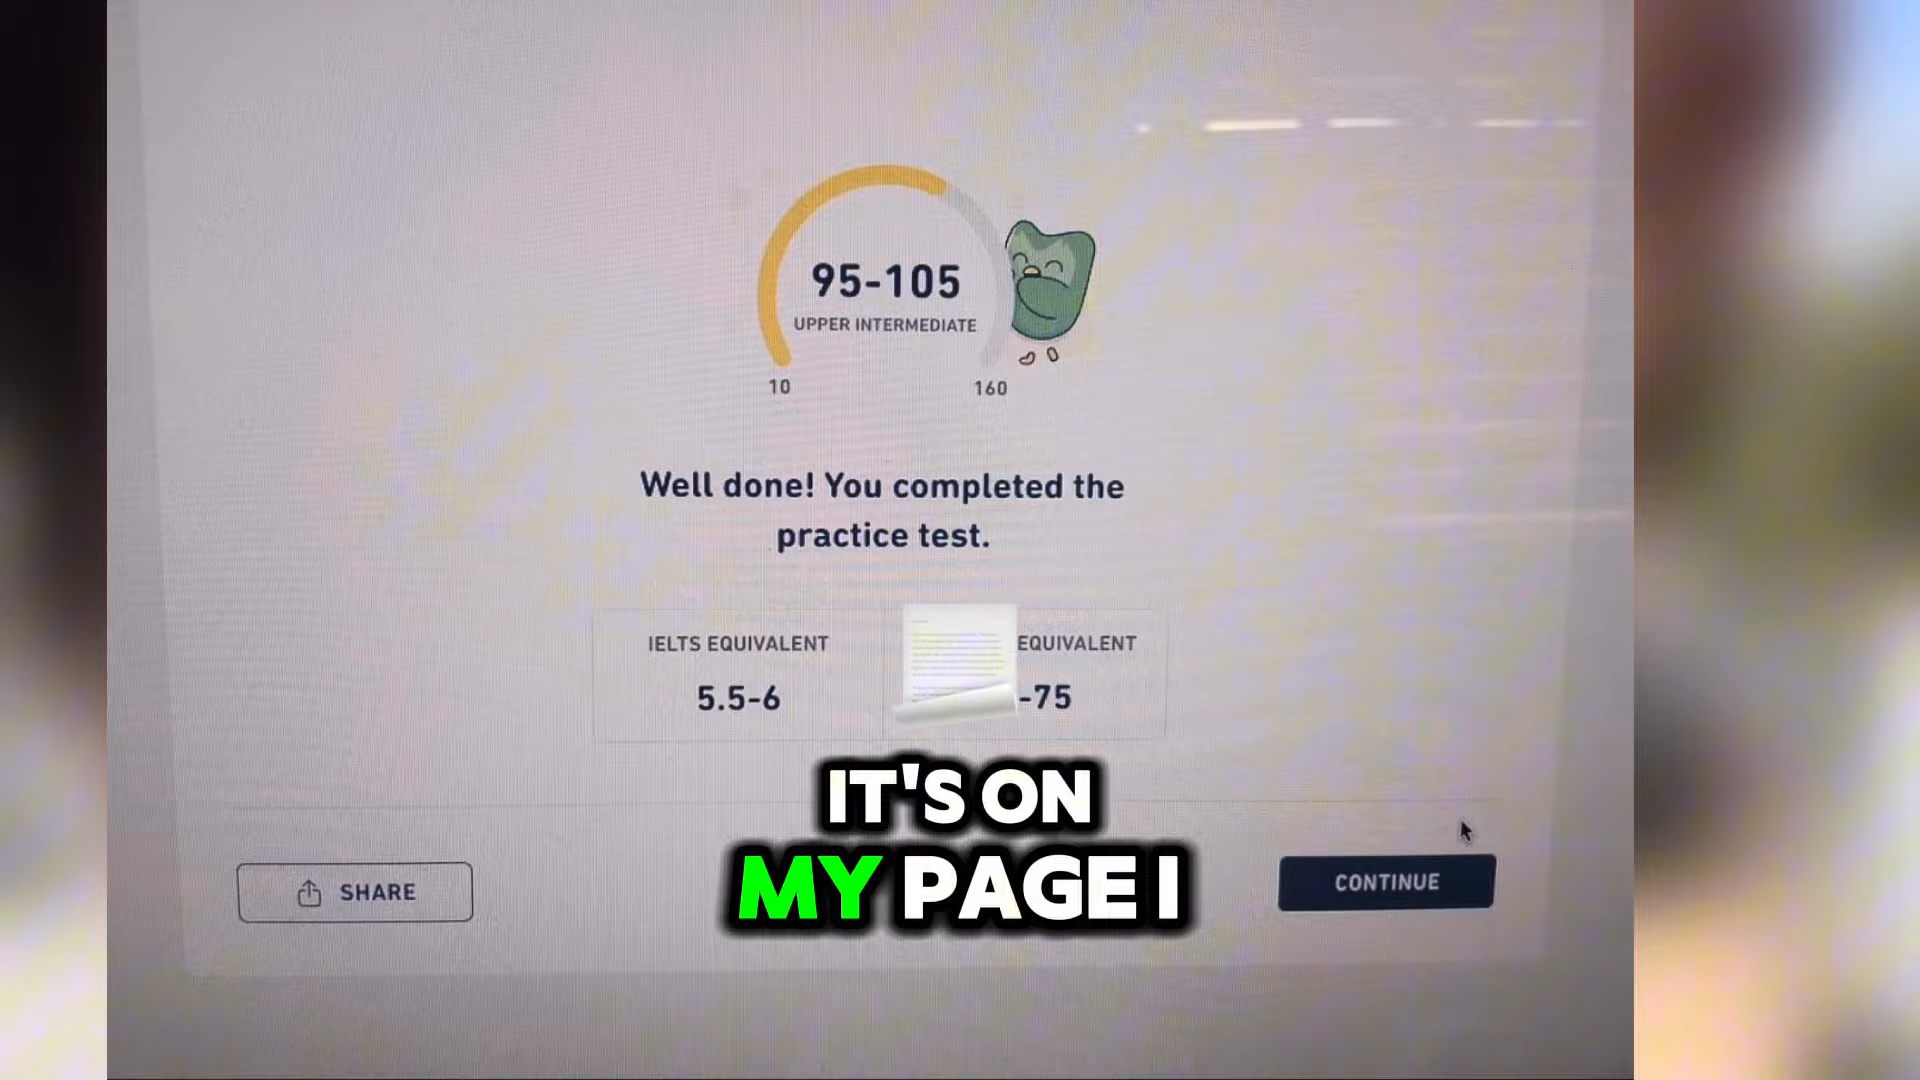 95-105
UPPER INTERMEDIATE
10 160
Well done! You completed the
practice test.
IELTS EQUIVALENT EQUIVALENT
5.5-6 -75
IT'S ON
MY PAGE I
SHARE CONTINUE